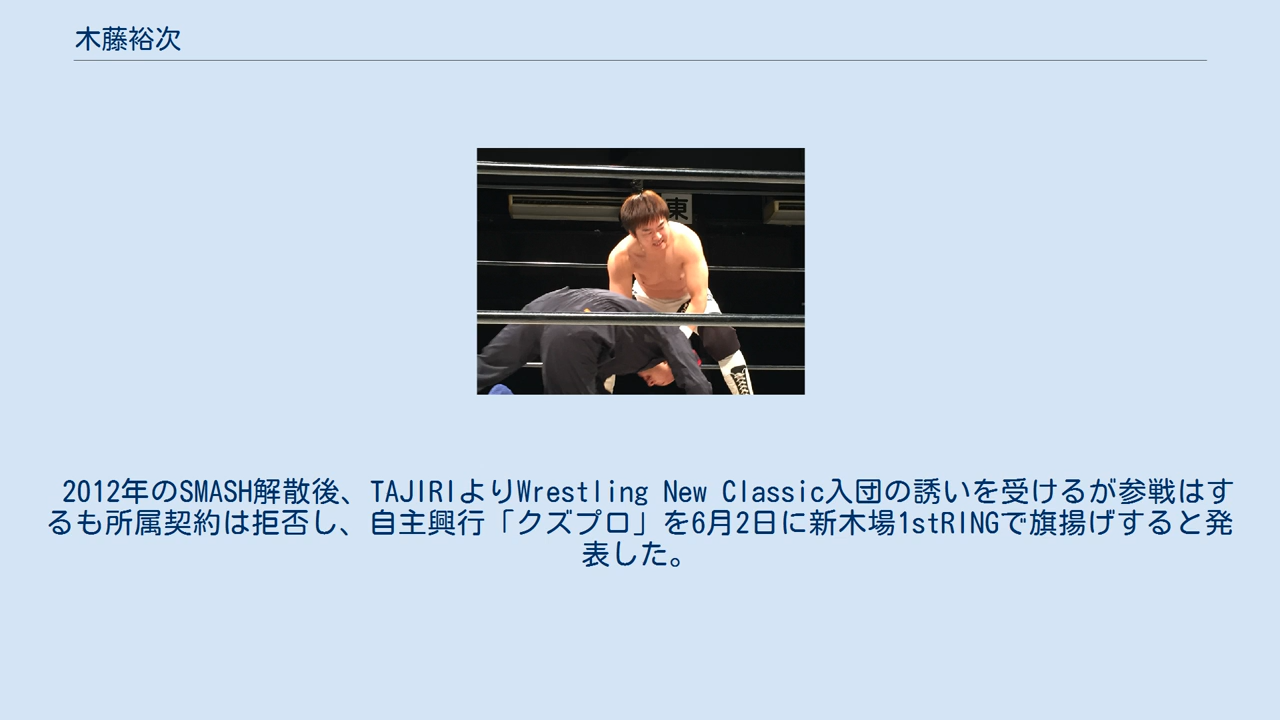 木藤裕次
東
2012年のSMASH解散後、TAJIRIよりWrestling New Classic入団の誘いを受けるが参戦はす
るも所属契約は拒否し、自主興行「クズプロ」を6月2日に新木場1stRINGで旗揚げすると発
表した。